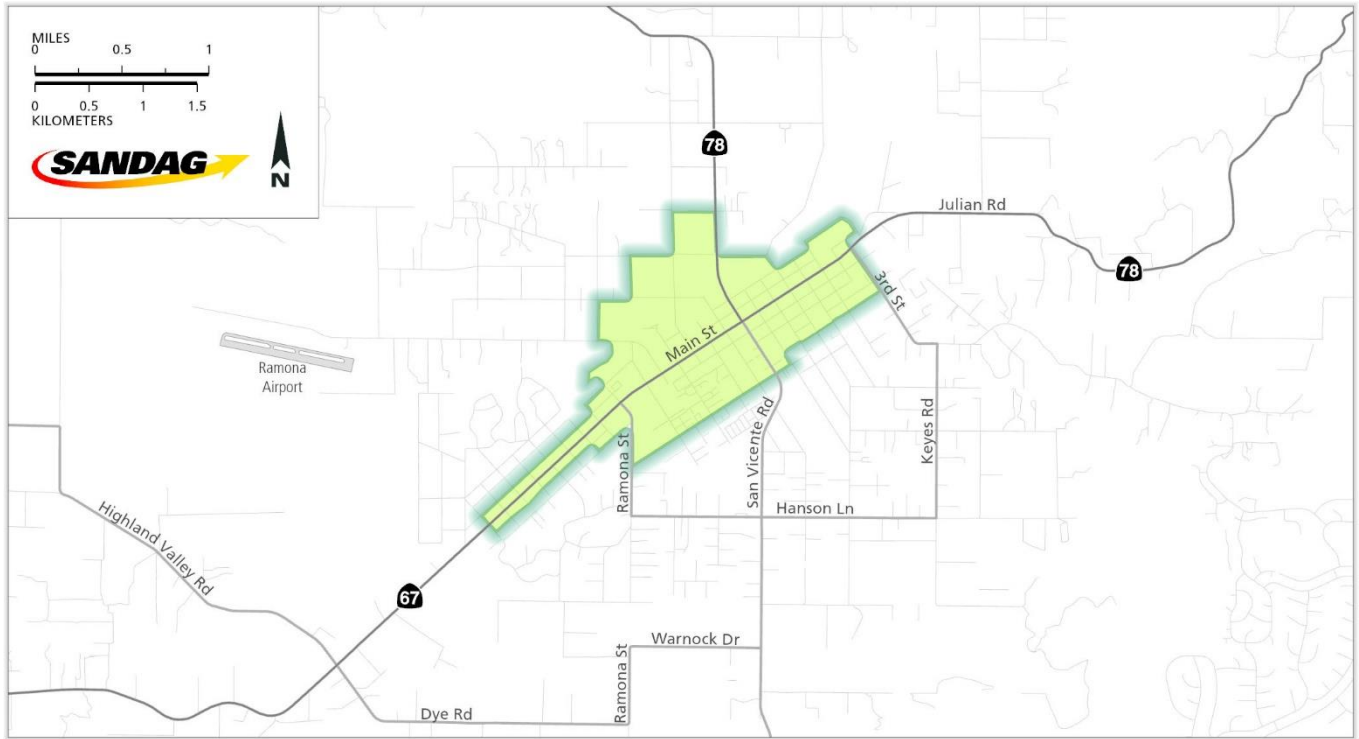 MILES
0 0.5 1
0 0.5 1 1.5
KILOMETERS
SANDAG
N
78
Julian Rd
78
3rd St
Main St
Ramona
Airport
Keyes Rd
San Vicente Rd
Ramona St
Hanson Ln
Highland Valley Rd
67
Warnock Dr
Ramona St
Dye Rd